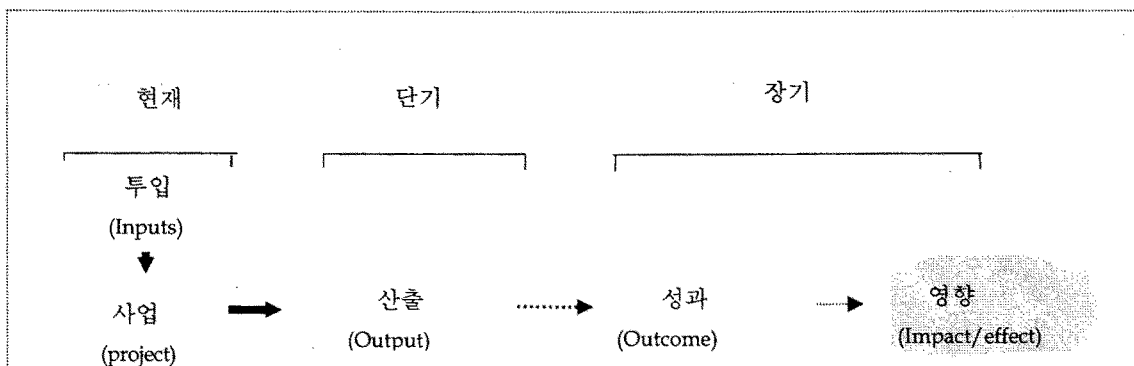 현재 단기 장기
투입
(Inputs)
사업 산출 성과 영향
(project) (Output) (Outcome) (Impact/effect)